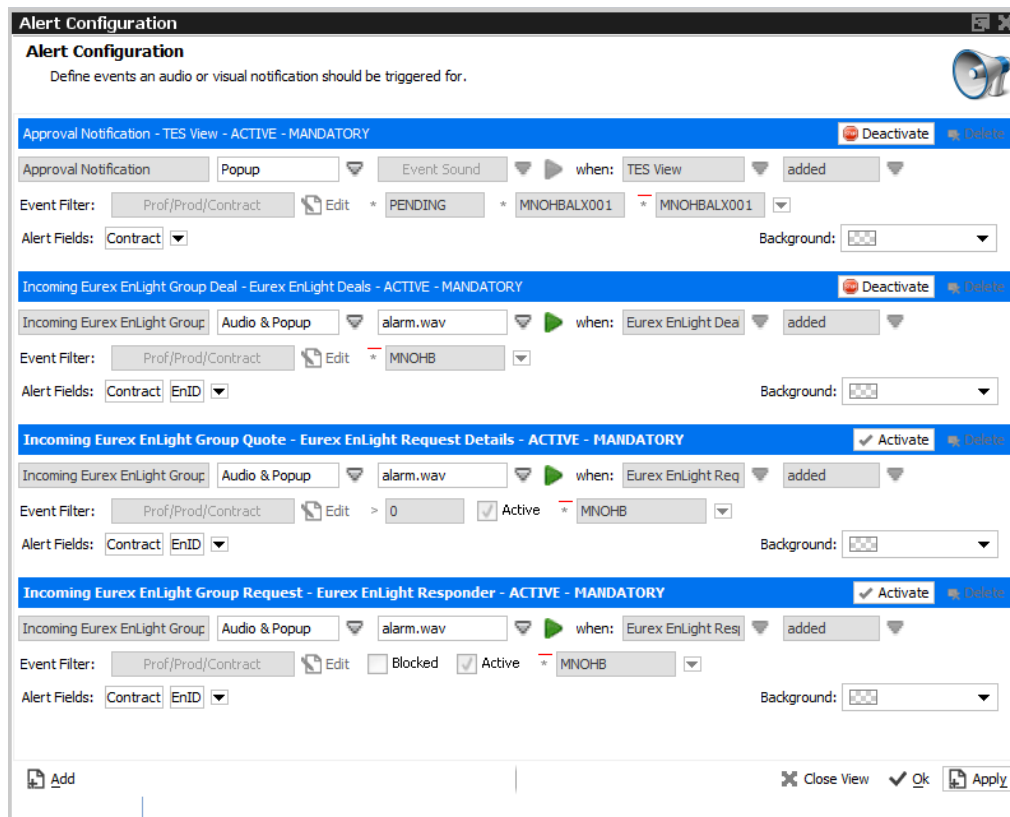 Alert Configuration
Alert Configuration
Define events an audio or visual notification should be triggered for.
Approval Notification - TES View - ACTIVE - MANDATORY Deactivate Delete
Approval Notification Popup Event Sound when: TES View added
Event Filter: Prof/Prod/Contract Edit * PENDING * MNOHBALX001 * MNOHBALX001
Alert Fields: Contract Background:
Incoming Eurex EnLight Group Deal - Eurex EnLight Deals - ACTIVE - MANDATORY Deactivate Delete
Incoming Eurex EnLight Group Audio & Popup alarm.wav when: Eurex EnLight Deal added
Event Filter: Prof/Prod/Contract Edit * MNOHB
Alert Fields: Contract EnID Background:
Incoming Eurex EnLight Group Quote - Eurex EnLight Request Details - ACTIVE - MANDATORY Activate Delete
Incoming Eurex EnLight Group Audio & Popup alarm.wav when: Eurex EnLight Req added
Event Filter: Prof/Prod/Contract Edit > 0 Active * MNOHB
Alert Fields: Contract EnID Background:
Incoming Eurex EnLight Group Request - Eurex EnLight Responder - ACTIVE - MANDATORY Activate Delete
Incoming Eurex EnLight Group Audio & Popup alarm.wav when: Eurex EnLight Resp added
Event Filter: Prof/Prod/Contract Edit Blocked Active * MNOHB
Alert Fields: Contract EnID Background:
Add Close View Ok Apply